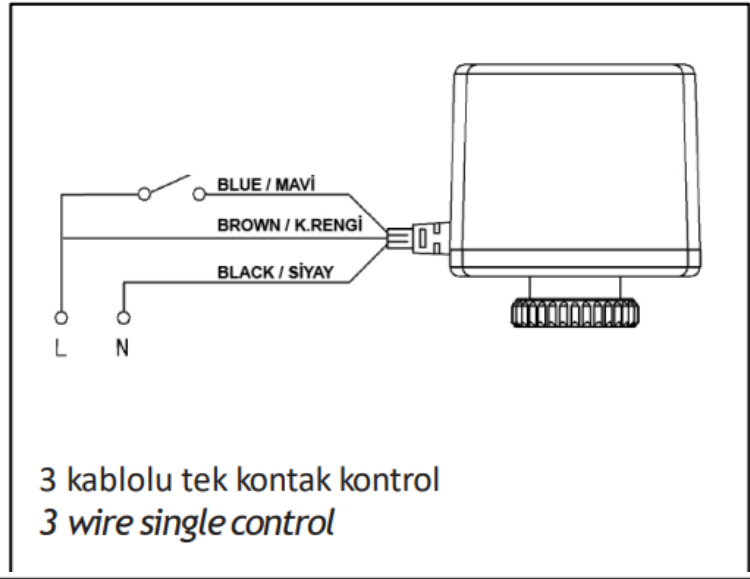 BLUE / MAVİ
BROWN / K.RENGİ
BLACK / SİYAY
L N
3 kablolu tek kontak kontrol
3 wire single control